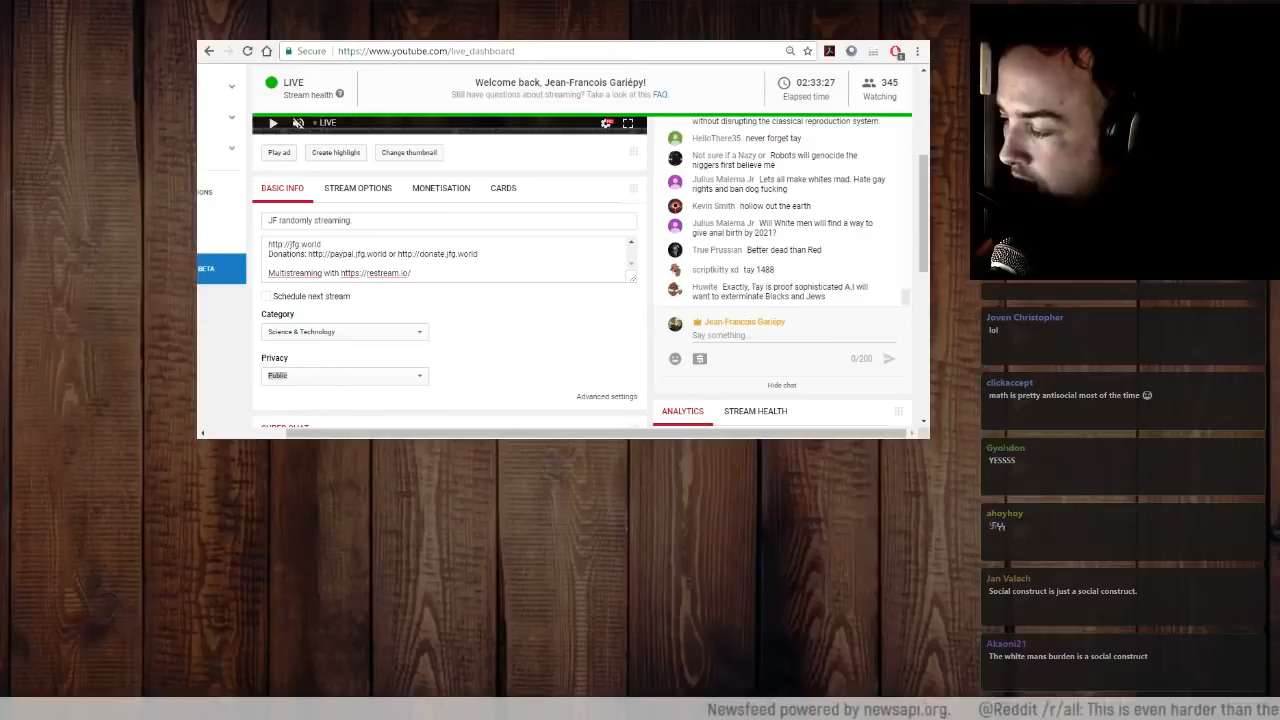 Secure
https://www.youtube.com/live_dashboard
LIVE
Stream health
Welcome back, Jean-Francois Gariépy!
Still have questions about streaming? Take a look at this FAQ.
02:33:27
Elapsed time
345
Watching
LIVE
Play ad
Create highlight
Change thumbnail
BASIC INFO
STREAM OPTIONS
MONETISATION
CARDS
IONS
BETA
JF randomly streaming.
http://jfg.world
Donations: http://paypal.jfg.world or http://donate.jfg.world
Multistreaming with https://restream.io/
Schedule next stream
Category
Science & Technology
Privacy
Public
Advanced settings
without disrupting the classical reproduction system.
HelloThere35 never forget tay
Not sure if a Nazy or Robots will genocide the
niggers first believe me
Julius Malema Jr Lets all make whites mad. Hate gay
rights and ban dog fucking
Kevin Smith hollow out the earth
Julius Malema Jr Will White men will find a way to
give anal birth by 2021?
True Prussian Better dead than Red
scriptkitty xd tay 1488
Huwite Exactly, Tay is proof sophisticated A.I will
want to exterminate Blacks and Jews
Jean-Francois Gariépy
Say something...
0/200
Hide chat
ANALYTICS
STREAM HEALTH
Joven Christopher
lol
clickaccept
math is pretty antisocial most of the time
Gyohdon
YESSSS
ahoyhoy
Jan Valach
Social construct is just a social construct.
Akaoni21
The white mans burden is a social construct
Newsfeed powered by newsapi.org.
@Reddit /r/all: This is even harder than the